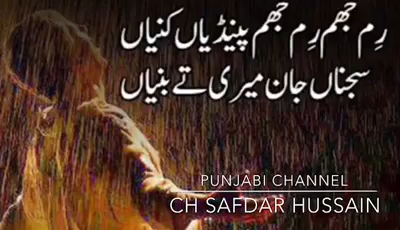 رِم جھم رِم جھم پینڈیاں کنیاں
سجناں جان میری تے بنیاں
PUNJABI CHANNEL
CH SAFDAR HUSSAIN